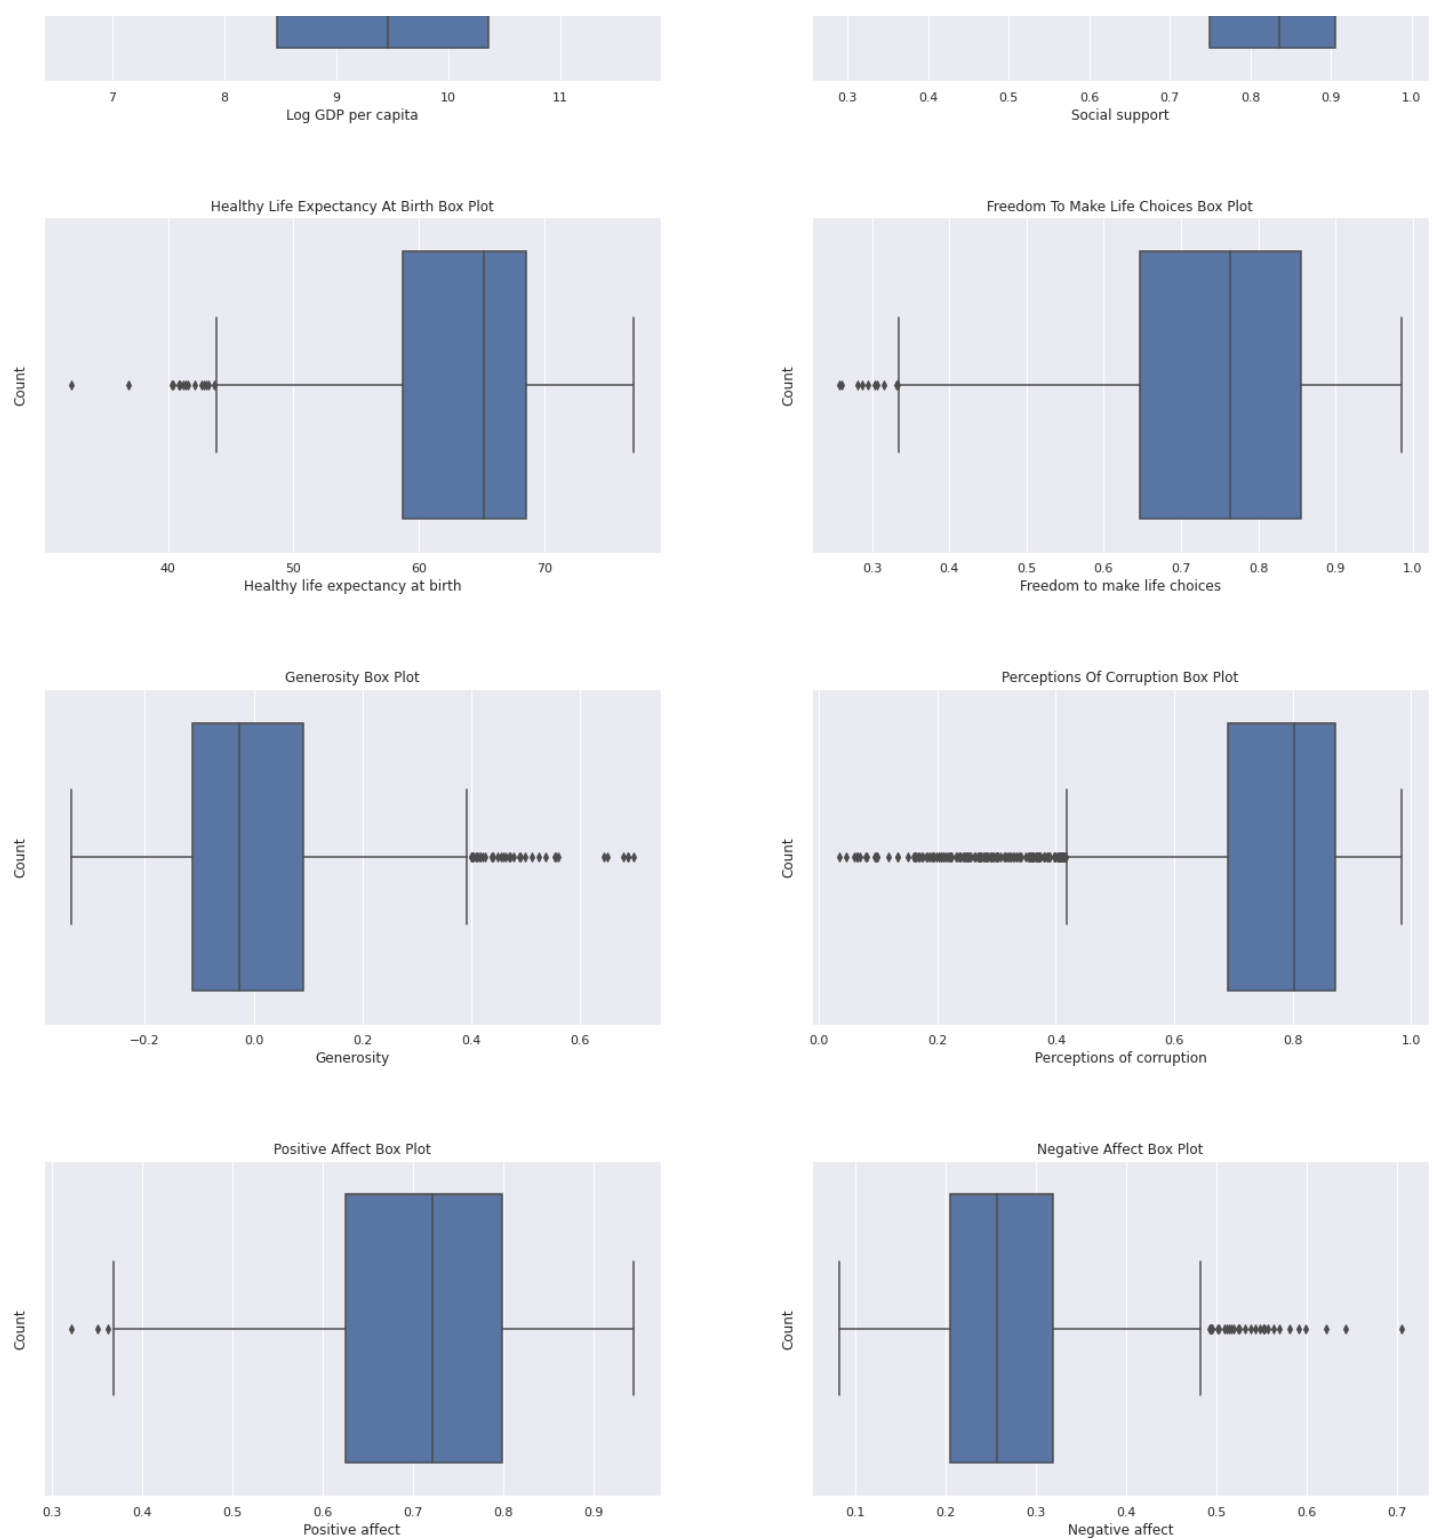 7 8 9 10 11
Log GDP per capita
0.3 0.4 0.5 0.6 0.7 0.8 0.9 1.0
Social support
Healthy Life Expectancy At Birth Box Plot
Count
40 50 60 70
Healthy life expectancy at birth
Freedom To Make Life Choices Box Plot
Count
0.3 0.4 0.5 0.6 0.7 0.8 0.9 1.0
Freedom to make life choices
Generosity Box Plot
Count
−0.2 0.0 0.2 0.4 0.6
Generosity
Perceptions Of Corruption Box Plot
Count
0.0 0.2 0.4 0.6 0.8 1.0
Perceptions of corruption
Positive Affect Box Plot
Count
0.3 0.4 0.5 0.6 0.7 0.8 0.9
Positive affect
Negative Affect Box Plot
Count
0.1 0.2 0.3 0.4 0.5 0.6 0.7
Negative affect